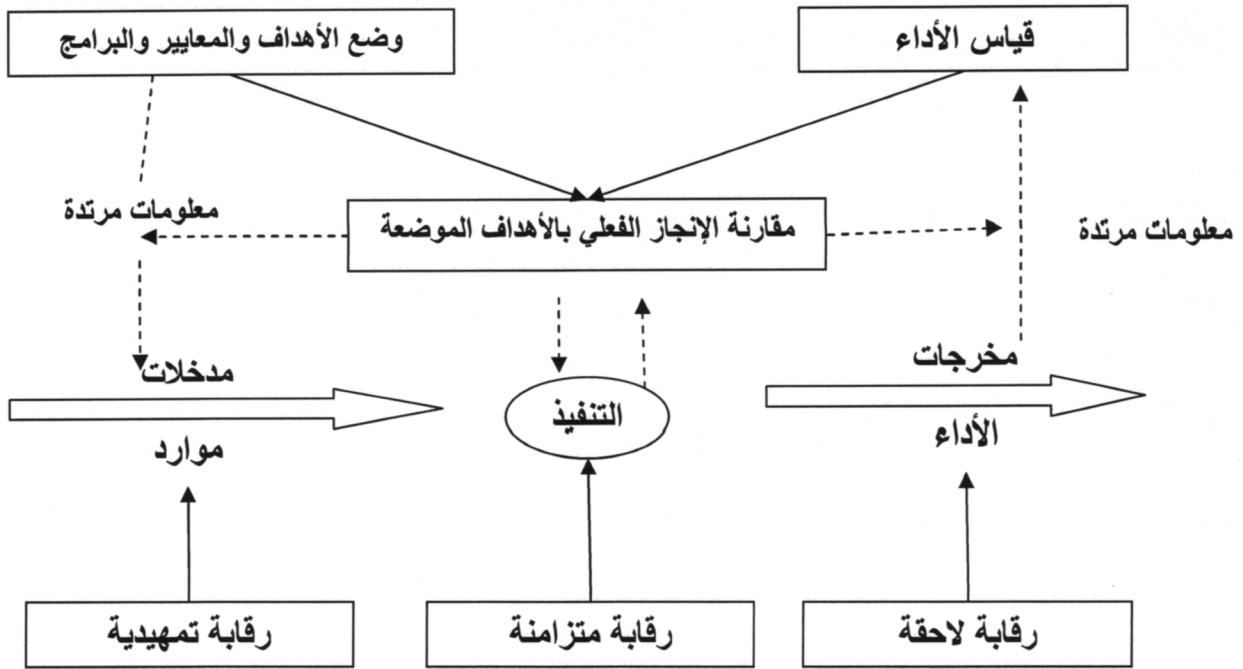 قياس الأداء
وضع الأهداف والمعايير والبرامج
معلومات مرتدة
مقارنة الإنجاز الفعلي بالأهداف الموضعة
معلومات مرتدة
مخرجات
مدخلات
التنفيذ
الأداء
موارد
رقابة لاحقة
رقابة متزامنة
رقابة تمهيدية